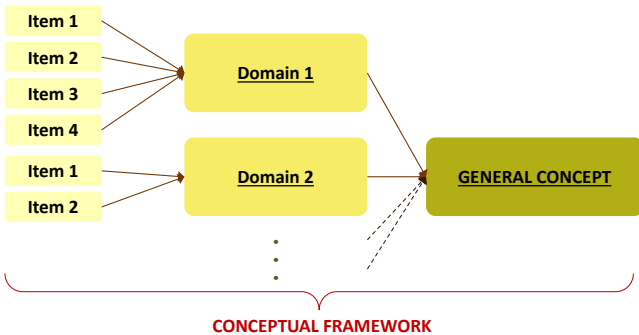 Item 1
Item 2
Item 3
Item 4
Item 1
Item 2
Domain 1
Domain 2
GENERAL CONCEPT
CONCEPTUAL FRAMEWORK